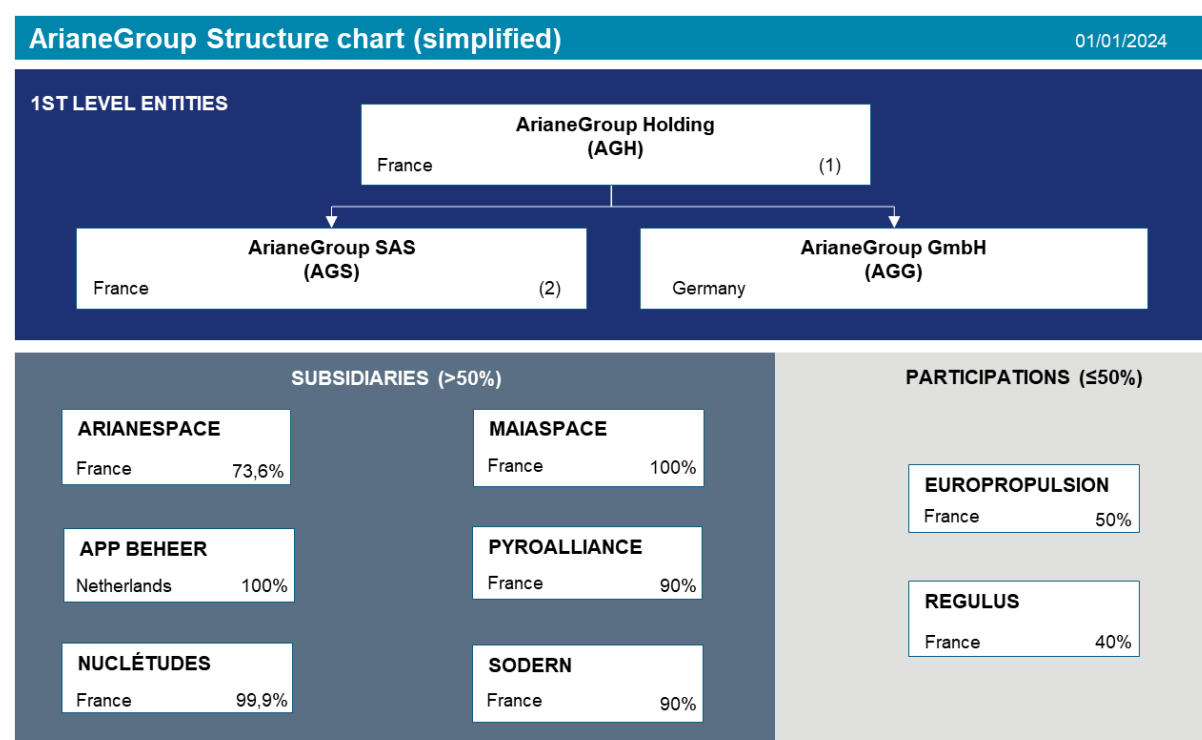 ArianeGroup Structure chart (simplified)
01/01/2024
1ST LEVEL ENTITIES
ArianeGroup Holding
(AGH)
France (1)
ArianeGroup SAS
(AGS)
France (2)
ArianeGroup GmbH
(AGG)
Germany
SUBSIDIARIES (>50%)
ARIANESPACE
France 73,6%
MAIASPACE
France 100%
APP BEHEER
Netherlands 100%
PYROALLIANCE
France 90%
NUCLÉTUDES
France 99,9%
SODERN
France 90%
PARTICIPATIONS (≤50%)
EUROPROPULSION
France 50%
REGULUS
France 40%